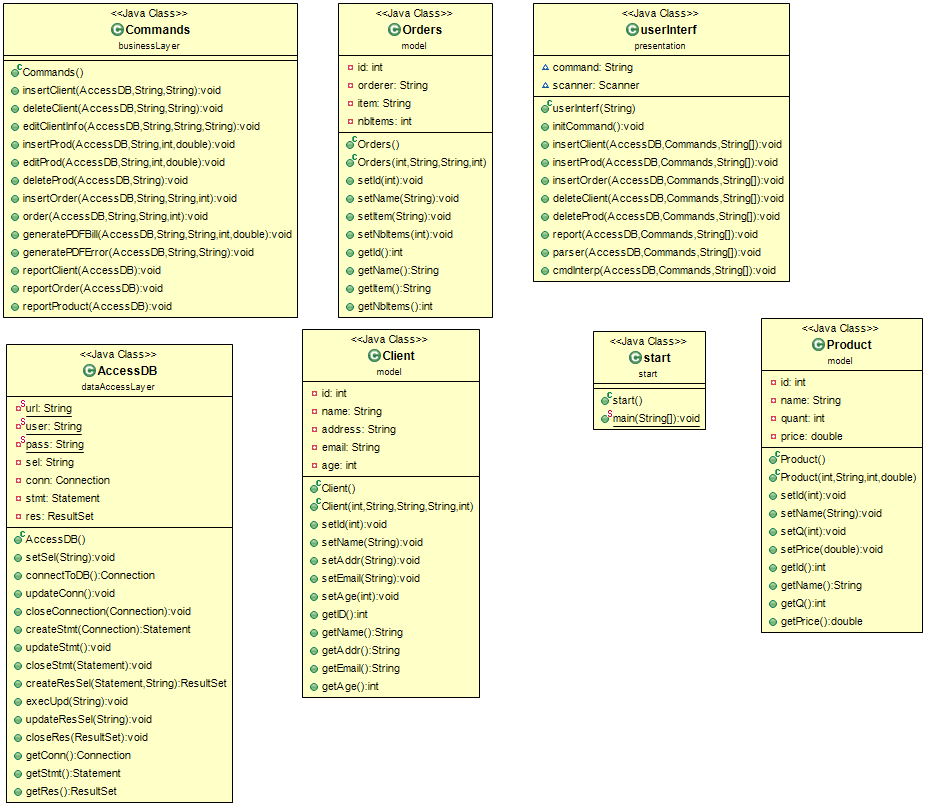 <<Java Class>>
Commands
businessLayer
Commands()
insertClient(AccessDB,String,String):void
deleteClient(AccessDB,String,String):void
editClientInfo(AccessDB,String,String,String):void
insertProd(AccessDB,String,int,double):void
editProd(AccessDB,String,int,double):void
deleteProd(AccessDB,String):void
insertOrder(AccessDB,String,String,int):void
order(AccessDB,String,String,int):void
generatePDFBill(AccessDB,String,String,int,double):void
generatePDFError(AccessDB,String,String):void
reportClient(AccessDB):void
reportOrder(AccessDB):void
reportProduct(AccessDB):void
<<Java Class>>
Orders
model
id: int
orderer: String
item: String
nbItems: int
Orders()
Orders(int,String,String,int)
setId(int):void
setName(String):void
setItem(String):void
setNbItems(int):void
getId():int
getName():String
getItem():String
getNbItems():int
<<Java Class>>
userInterf
presentation
command: String
scanner: Scanner
userInterf(String)
initCommand():void
insertClient(AccessDB,Commands,String[]):void
insertProd(AccessDB,Commands,String[]):void
insertOrder(AccessDB,Commands,String[]):void
deleteClient(AccessDB,Commands,String[]):void
deleteProd(AccessDB,Commands,String[]):void
report(AccessDB,Commands,String[]):void
parser(AccessDB,Commands,String[]):void
cmdInterp(AccessDB,Commands,String[]):void
<<Java Class>>
AccessDB
dataAccessLayer
url: String
user: String
pass: String
sel: String
conn: Connection
stmt: Statement
res: ResultSet
AccessDB()
setSel(String):void
connectToDB():Connection
updateConn():void
closeConnection(Connection):void
createStmt(Connection):Statement
updateStmt():void
closeStmt(Statement):void
createResSel(Statement,String):ResultSet
execUpd(String):void
updateResSel(String):void
closeRes(ResultSet):void
getConn():Connection
getStmt():Statement
getRes():ResultSet
<<Java Class>>
Client
model
id: int
name: String
address: String
email: String
age: int
Client()
Client(int,String,String,String,int)
setId(int):void
setName(String):void
setAddr(String):void
setEmail(String):void
setAge(int):void
getID():int
getName():String
getAddr():String
getEmail():String
getAge():int
<<Java Class>>
start
start
start()
main(String[]):void
<<Java Class>>
Product
model
id: int
name: String
quant: int
price: double
Product()
Product(int,String,int,double)
setId(int):void
setName(String):void
setQ(int):void
setPrice(double):void
getId():int
getName():String
getQ():int
getPrice():double